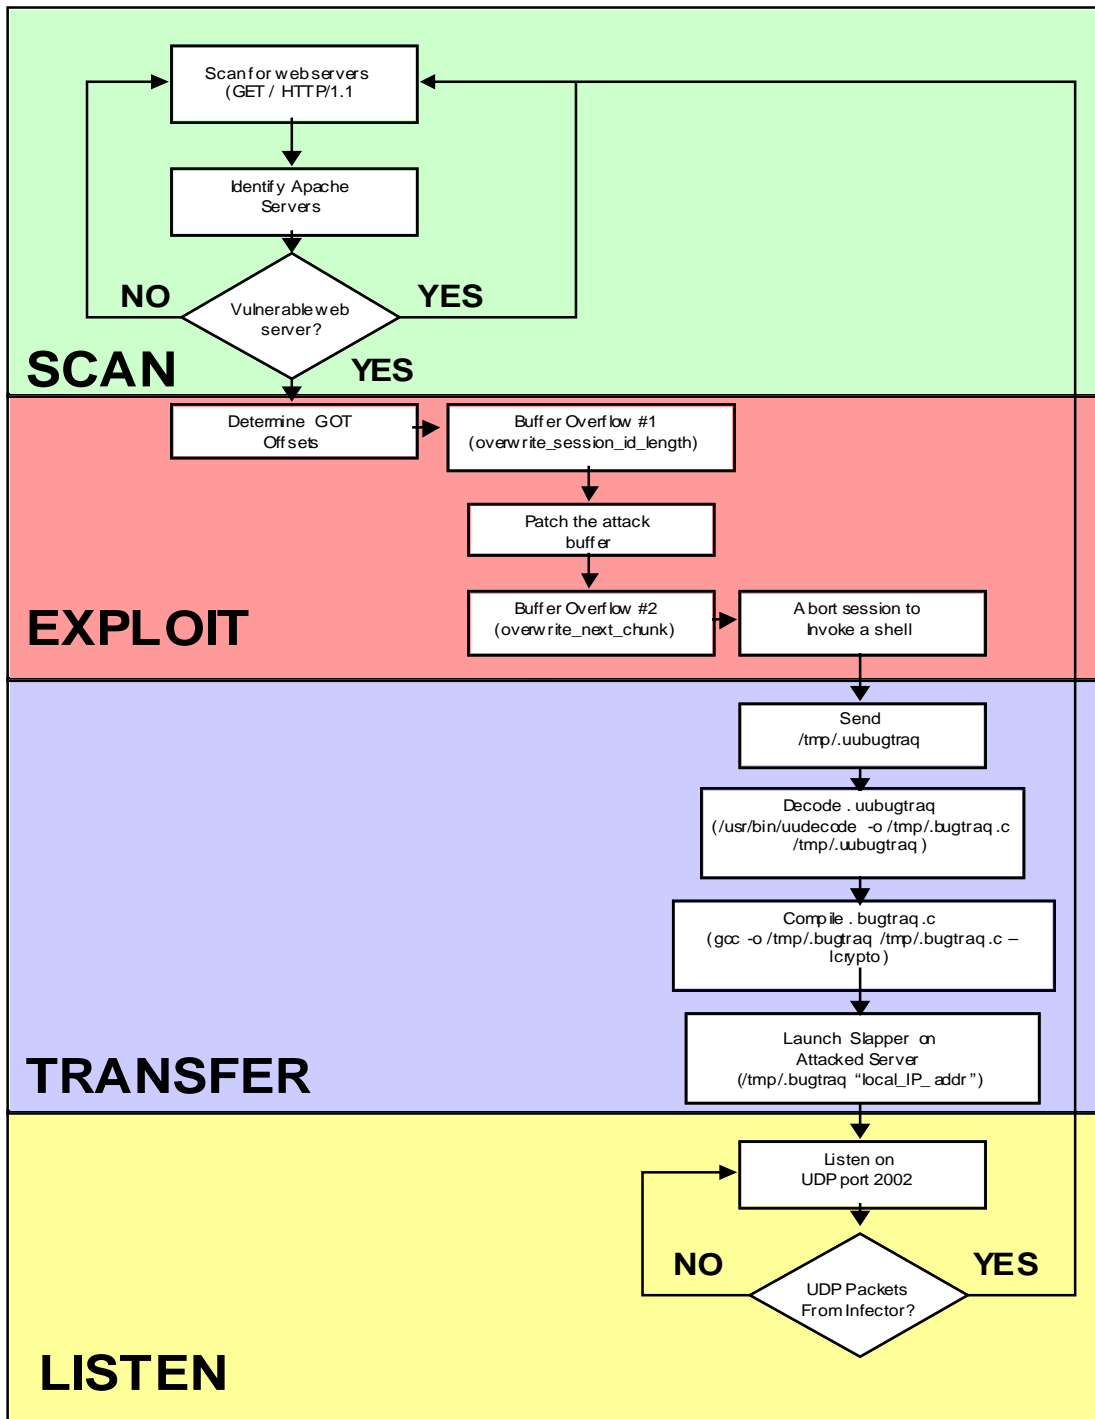 Scan for web servers
(GET / HTTP/1.1
Identify Apache
Servers
NO
YES
Vulnerable web
server?
YES
SCAN
Determine GOT
Offsets
Buffer Overflow #1
(overwrite_session_id_length)
Patch the attack
buffer
Buffer Overflow #2
(overwrite_next_chunk)
Abort session to
Invoke a shell
EXPLOIT
Send
/tmp/.uubugtraq
Decode .uubugtraq
(/usr/bin/uudecode -o /tmp/.bugtraq.c
/tmp/.uubugtraq)
Compile .bugtraq.c
(gcc -o /tmp/.bugtraq /tmp/.bugtraq.c –
lcrypto)
Launch Slapper on
Attacked Server
(/tmp/.bugtraq “local_IP_addr”)
TRANSFER
Listen on
UDP port 2002
NO
YES
UDP Packets
From Infector?
LISTEN